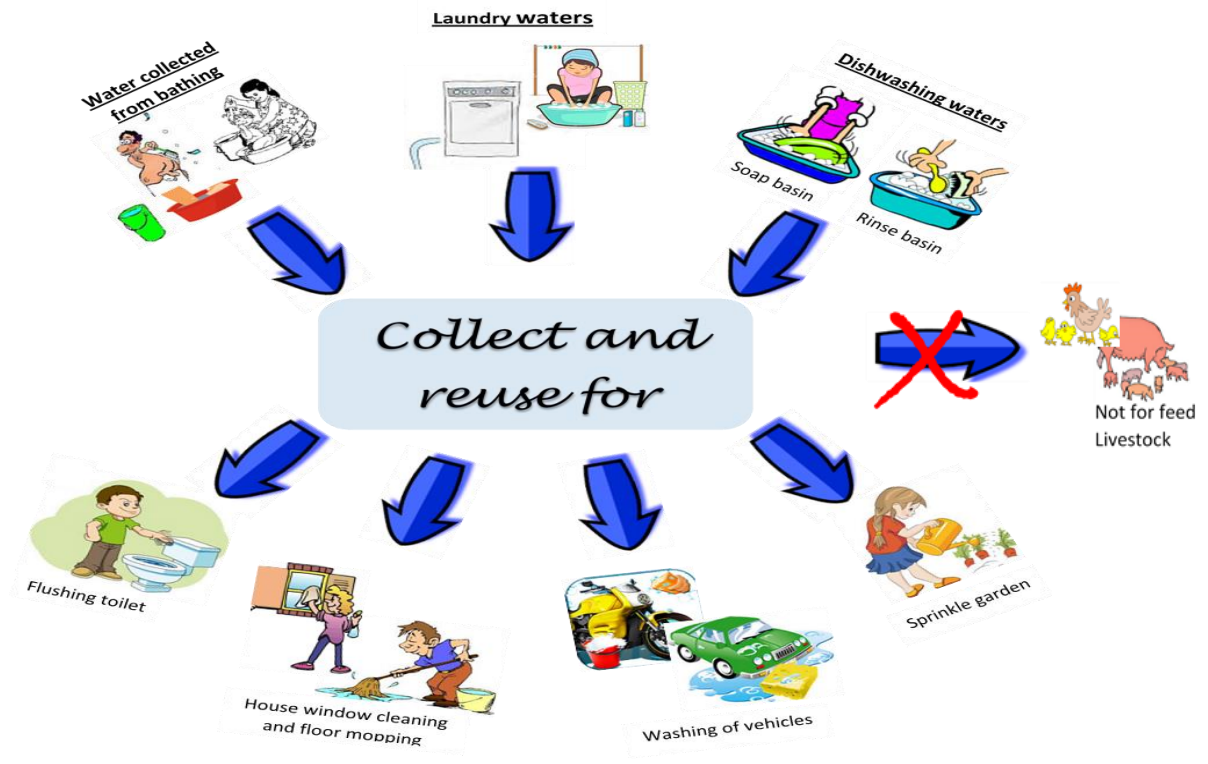 Laundry waters
Water collected
from bathing
Dishwashing waters
Soap basin
Rinse basin
Collect and
reuse for
Not for feed
Livestock
Flushing toilet
House window cleaning
and floor mopping
Washing of vehicles
Sprinkle garden